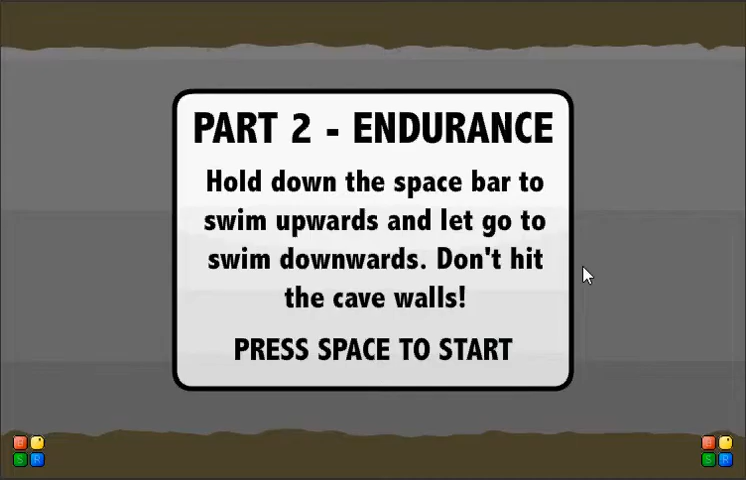 PART 2 - ENDURANCE
Hold down the space bar to
swim upwards and let go to
swim downwards. Don't hit
the cave walls!
PRESS SPACE TO START